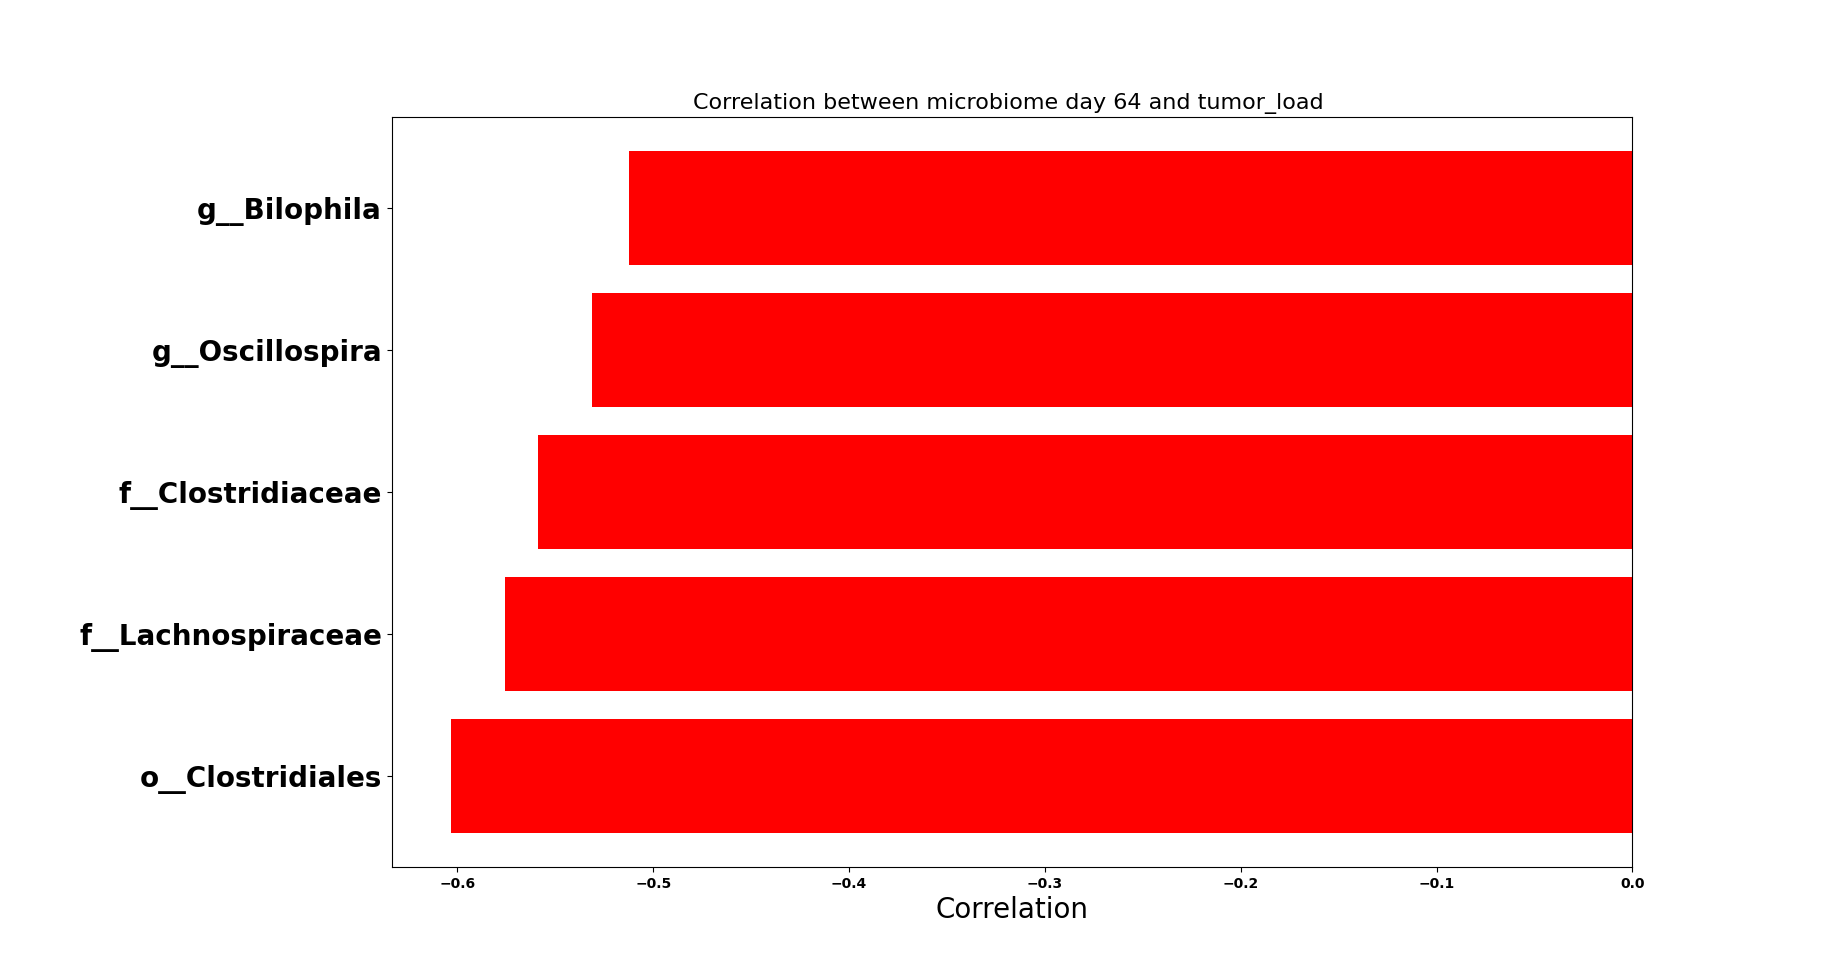 Correlation between microbiome day 64 and tumor_load
g__Bilophila
g__Oscillospira
f__Clostridiaceae
f__Lachnospiraceae
o__Clostridiales
−0.6 −0.5 −0.4 −0.3 −0.2 −0.1 0.0
Correlation